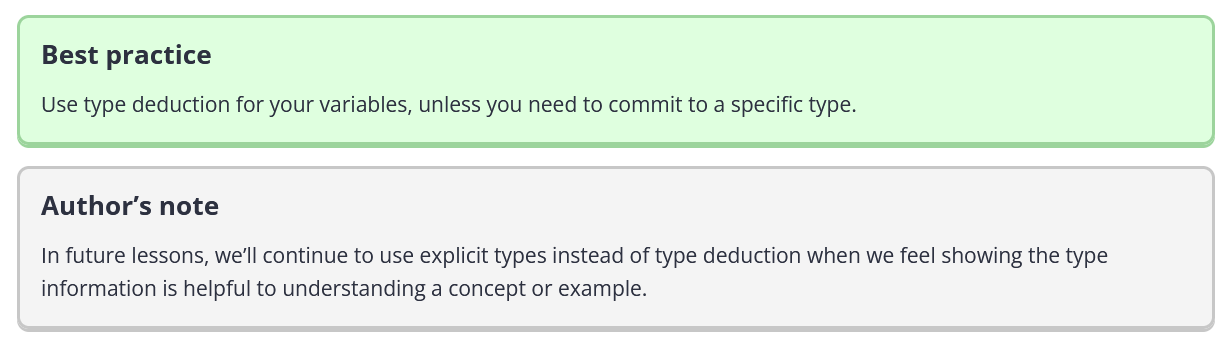 Best practice
Use type deduction for your variables, unless you need to commit to a specific type.
Author’s note
In future lessons, we’ll continue to use explicit types instead of type deduction when we feel showing the type
information is helpful to understanding a concept or example.